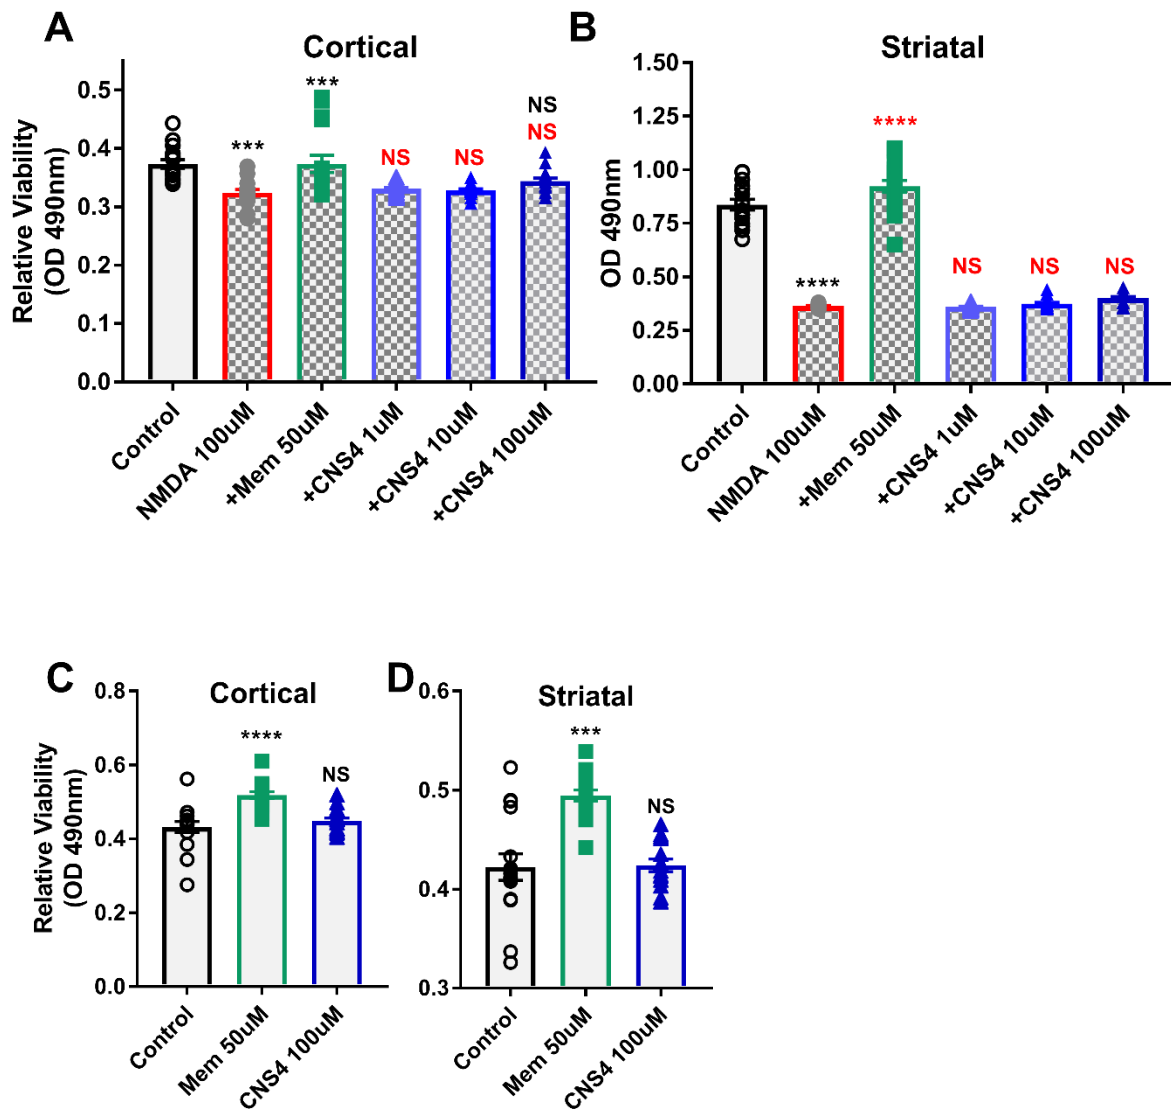 A
Cortical
Relative Viability
(OD 490nm)
0.5
0.4
0.3
0.2
0.1
0.0
***
***
NS
NS
NS
NS
Control
NMDA 100uM
+Mem 50uM
+CNS4 1uM
+CNS4 10uM
+CNS4 100uM
B
Striatal
OD 490nm
1.50
1.25
1.00
0.75
0.50
0.25
0.00
****
****
NS
NS
NS
Control
NMDA 100uM
+Mem 50uM
+CNS4 1uM
+CNS4 10uM
+CNS4 100uM
C
Cortical
Relative Viability
(OD 490nm)
0.8
0.6
0.4
0.2
0.0
****
NS
Control
Mem 50uM
CNS4 100uM
D
Striatal
0.6
0.5
0.4
0.3
***
NS
Control
Mem 50uM
CNS4 100uM